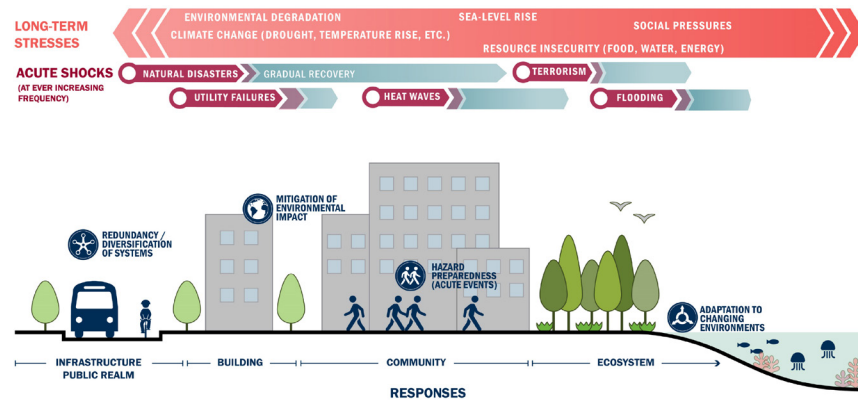 ENVIRONMENTAL DEGRADATION
SEA-LEVEL RISE
SOCIAL PRESSURES
LONG-TERM
STRESSES
CLIMATE CHANGE (DROUGHT, TEMPERATURE RISE, ETC.)
RESOURCE INSECURITY (FOOD, WATER, ENERGY)
ACUTE SHOCKS
(AT EVER INCREASING
FREQUENCY)
NATURAL DISASTERS
GRADUAL RECOVERY
TERRORISM
UTILITY FAILURES
HEAT WAVES
FLOODING
MITIGATION OF
ENVIRONMENTAL
IMPACT
REDUNDANCY /
DIVERSIFICATION
OF SYSTEMS
HAZARD
PREPAREDNESS
(ACUTE EVENTS)
ADAPTATION TO
CHANGING
ENVIRONMENTS
INFRASTRUCTURE
PUBLIC REALM
BUILDING
COMMUNITY
ECOSYSTEM
RESPONSES